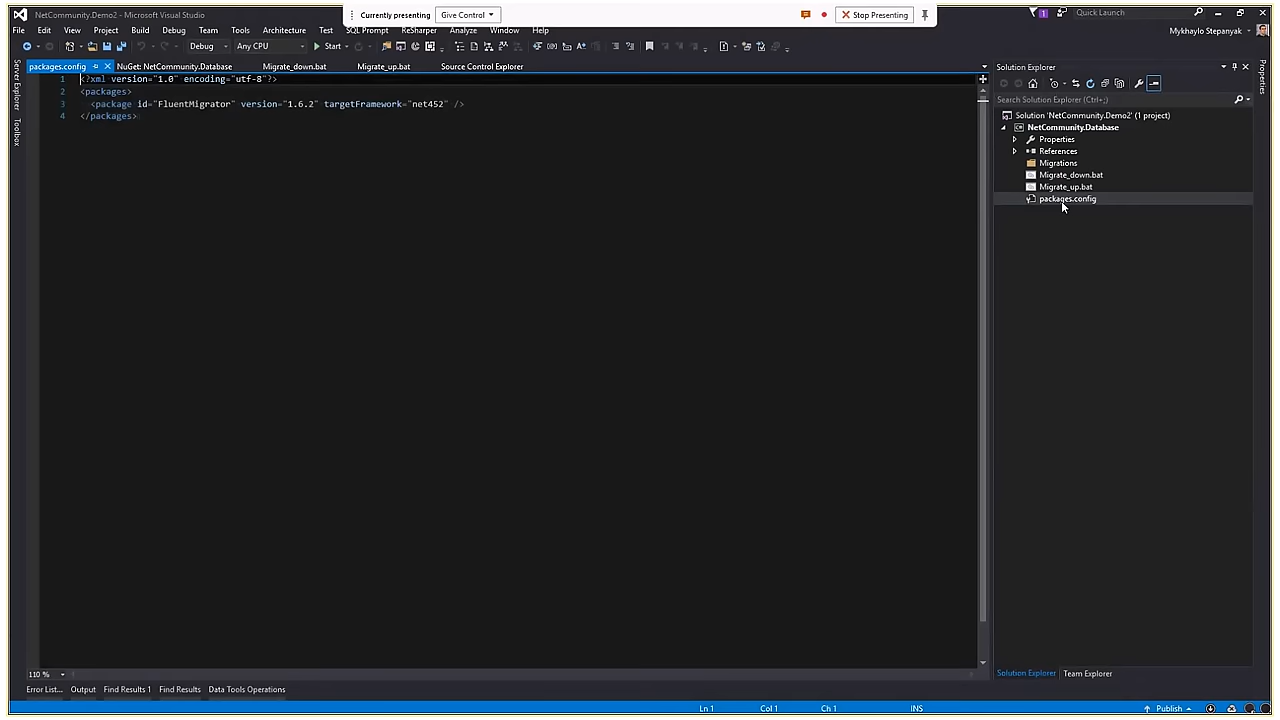 NetCommunity.Demo2 - Microsoft Visual Studio
Currently presenting
Give Control
Stop Presenting
1
Quick Launch
File Edit View Project Build Debug Team Tools Architecture Test SQL Prompt ReSharper Analyze Window Help
Mykhaylo Stepanyak
Debug Any CPU Start
Server Explorer
Toolbox
packages.config NuGet: NetCommunity.Database Migrate_down.bat Migrate_up.bat Source Control Explorer
1 <?xml version="1.0" encoding="utf-8"?>
2 <packages>
3 <package id="FluentMigrator" version="1.6.2" targetFramework="net452" />
4 </packages>
Solution Explorer
Search Solution Explorer (Ctrl+;)
Solution 'NetCommunity.Demo2' (1 project)
NetCommunity.Database
Properties
References
Migrations
Migrate_down.bat
Migrate_up.bat
packages.config
Properties
110 %
Solution Explorer Team Explorer
Error List... Output Find Results 1 Find Results Data Tools Operations
Ln 1 Col 1 Ch 1 INS Publish